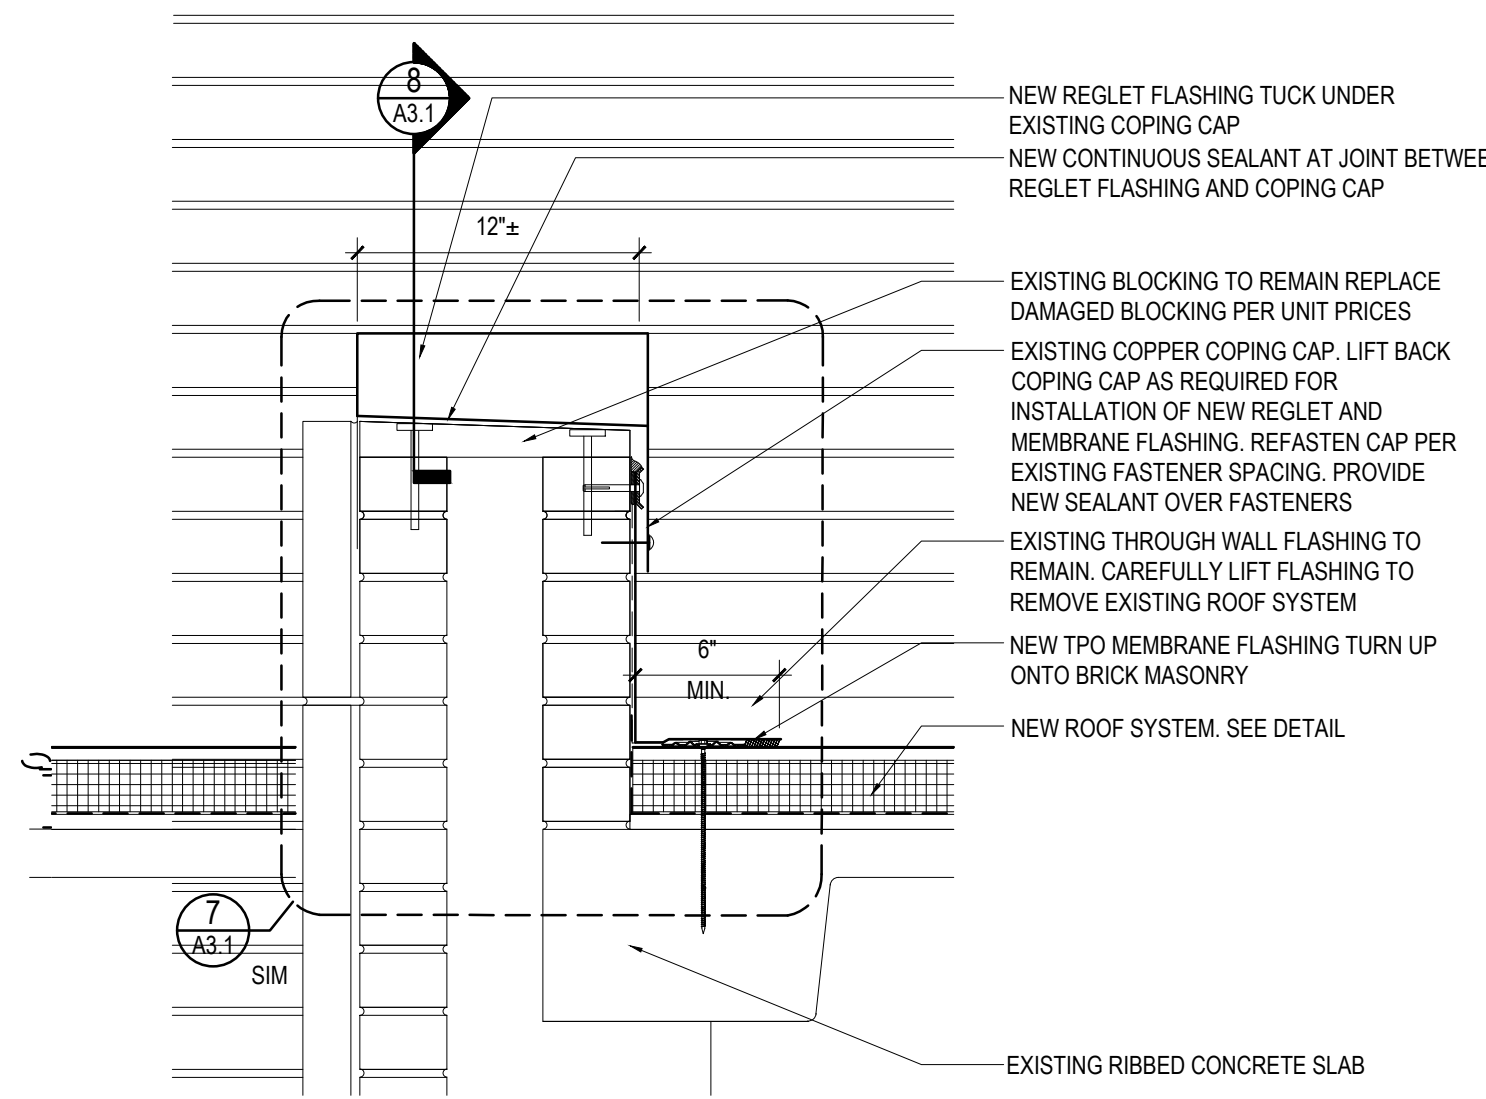 8
A3.1
NEW REGLET FLASHING TUCK UNDER
EXISTING COPING CAP
NEW CONTINUOUS SEALANT AT JOINT BETWEE
REGLET FLASHING AND COPING CAP
12"±
EXISTING BLOCKING TO REMAIN REPLACE
DAMAGED BLOCKING PER UNIT PRICES
EXISTING COPPER COPING CAP. LIFT BACK
COPING CAP AS REQUIRED FOR
INSTALLATION OF NEW REGLET AND
MEMBRANE FLASHING. REFASTEN CAP PER
EXISTING FASTENER SPACING. PROVIDE
NEW SEALANT OVER FASTENERS
EXISTING THROUGH WALL FLASHING TO
REMAIN. CAREFULLY LIFT FLASHING TO
REMOVE EXISTING ROOF SYSTEM
6"
MIN.
NEW TPO MEMBRANE FLASHING TURN UP
ONTO BRICK MASONRY
NEW ROOF SYSTEM. SEE DETAIL
7
A3.1
SIM
EXISTING RIBBED CONCRETE SLAB